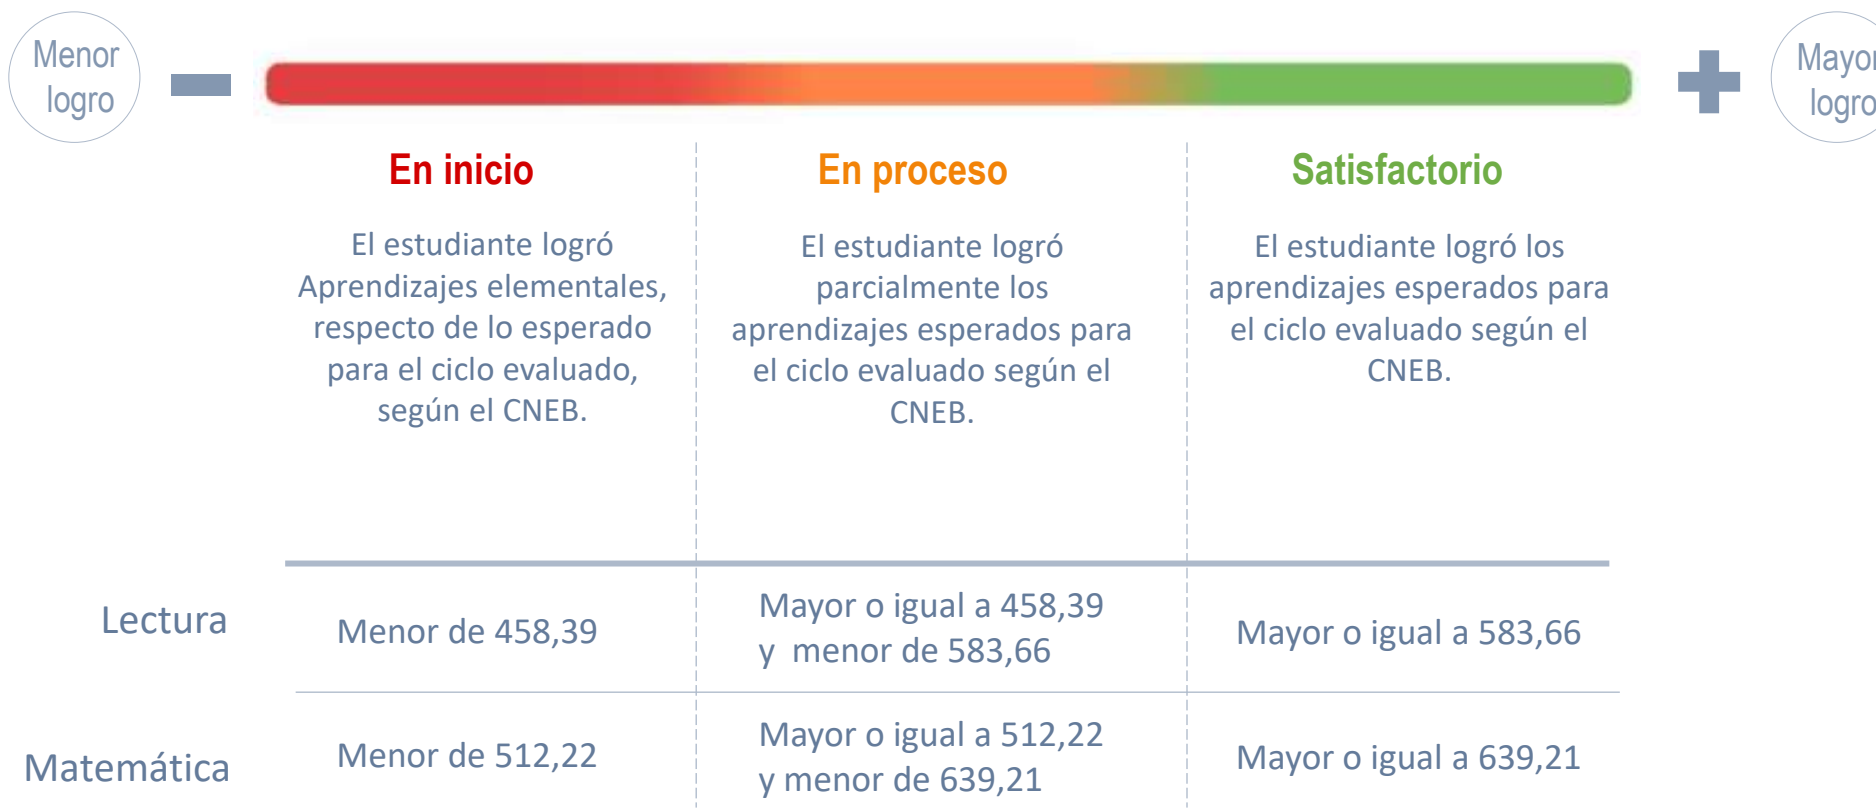 Menor
logro
Mayor
logro
En inicio
En proceso
Satisfactorio
El estudiante logró
Aprendizajes elementales,
respecto de lo esperado
para el ciclo evaluado,
según el CNEB.
El estudiante logró
parcialmente los
aprendizajes esperados para
el ciclo evaluado según el
CNEB.
El estudiante logró los
aprendizajes esperados para
el ciclo evaluado según el
CNEB.
Lectura
Menor de 458,39
Mayor o igual a 458,39
y menor de 583,66
Mayor o igual a 583,66
Matemática
Menor de 512,22
Mayor o igual a 512,22
y menor de 639,21
Mayor o igual a 639,21